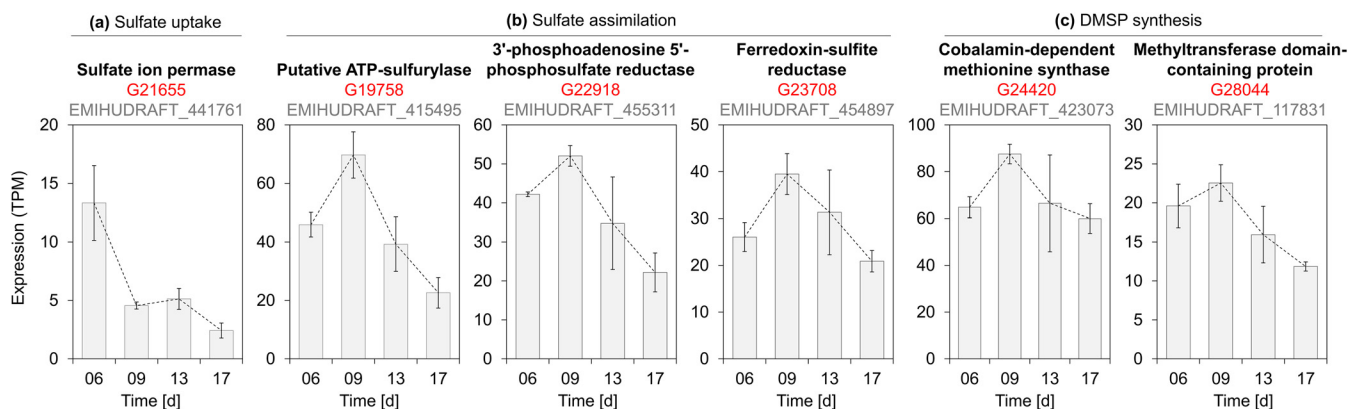 (a) Sulfate uptake
(b) Sulfate assimilation
(c) DMSP synthesis
Sulfate ion permase
G21655
EMIHUDRAFT_441761
Putative ATP-sulfurylase
G19758
EMIHUDRAFT_415495
3'-phosphoadenosine 5'-
phosphosulfate reductase
G22918
EMIHUDRAFT_455311
Ferredoxin-sulfite
reductase
G23708
EMIHUDRAFT_454897
Cobalamin-dependent
methionine synthase
G24420
EMIHUDRAFT_423073
Methyltransferase domain-
containing protein
G28044
EMIHUDRAFT_117831
Expression (TPM)
20
15
10
5
0
06 09 13 17
Time [d]
80
60
40
20
0
06 09 13 17
Time [d]
60
50
40
30
20
10
0
06 09 13 17
Time [d]
50
40
30
20
10
0
06 09 13 17
Time [d]
100
80
60
40
20
0
06 09 13 17
Time [d]
30
25
20
15
10
5
0
06 09 13 17
Time [d]